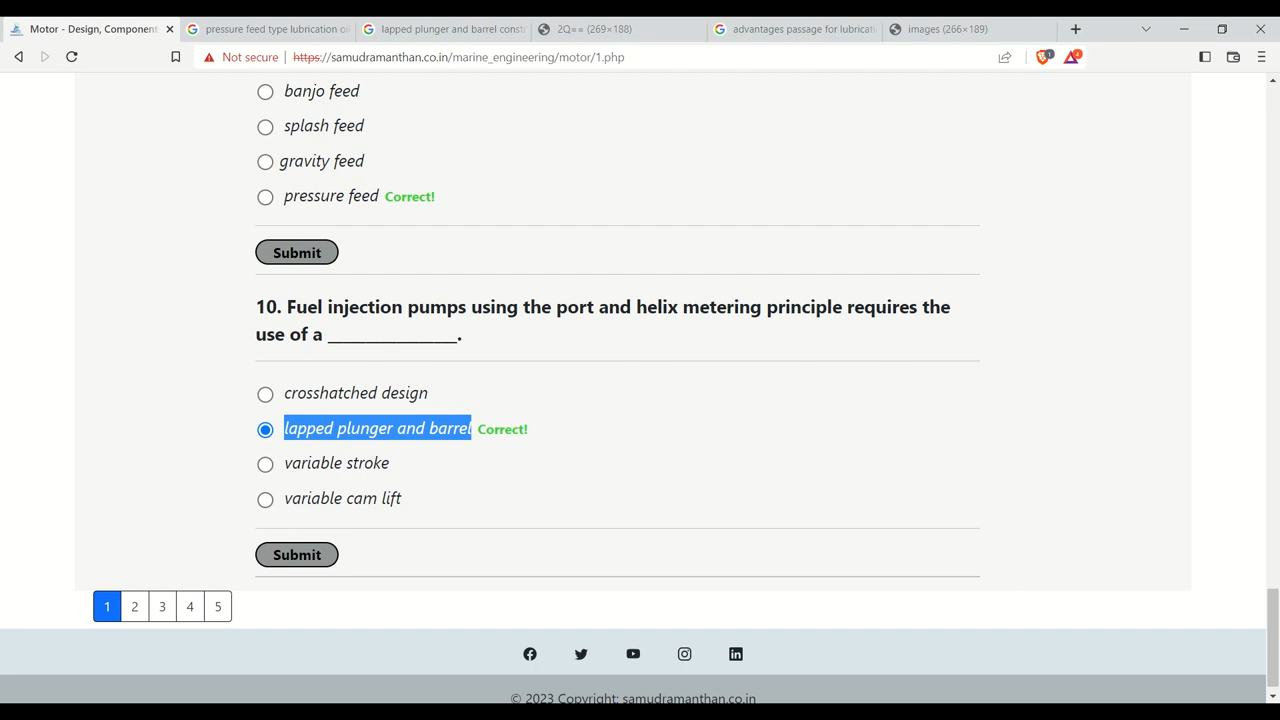 Motor - Design, Component
pressure feed type lubrication oi
lapped plunger and barrel const
2Q== (269×188)
advantages passage for lubricat
images (266×189)
Not secure
https://samudramanthan.co.in/marine_engineering/motor/1.php
banjo feed
splash feed
gravity feed
pressure feed Correct!
Submit
10. Fuel injection pumps using the port and helix metering principle requires the
use of a _______________.
crosshatched design
lapped plunger and barrel Correct!
variable stroke
variable cam lift
Submit
1 2 3 4 5
© 2023 Copyright: samudramanthan.co.in